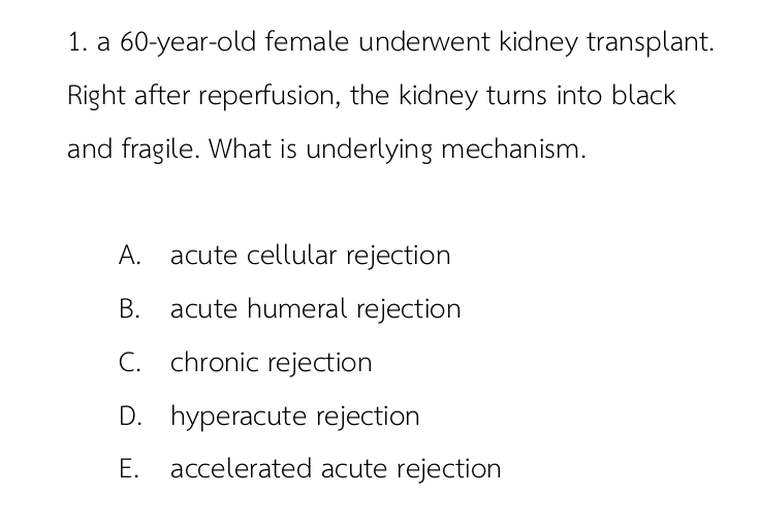 1. a 60-year-old female underwent kidney transplant.
Right after reperfusion, the kidney turns into black
and fragile. What is underlying mechanism.
A. acute cellular rejection
B. acute humeral rejection
C. chronic rejection
D. hyperacute rejection
E. accelerated acute rejection